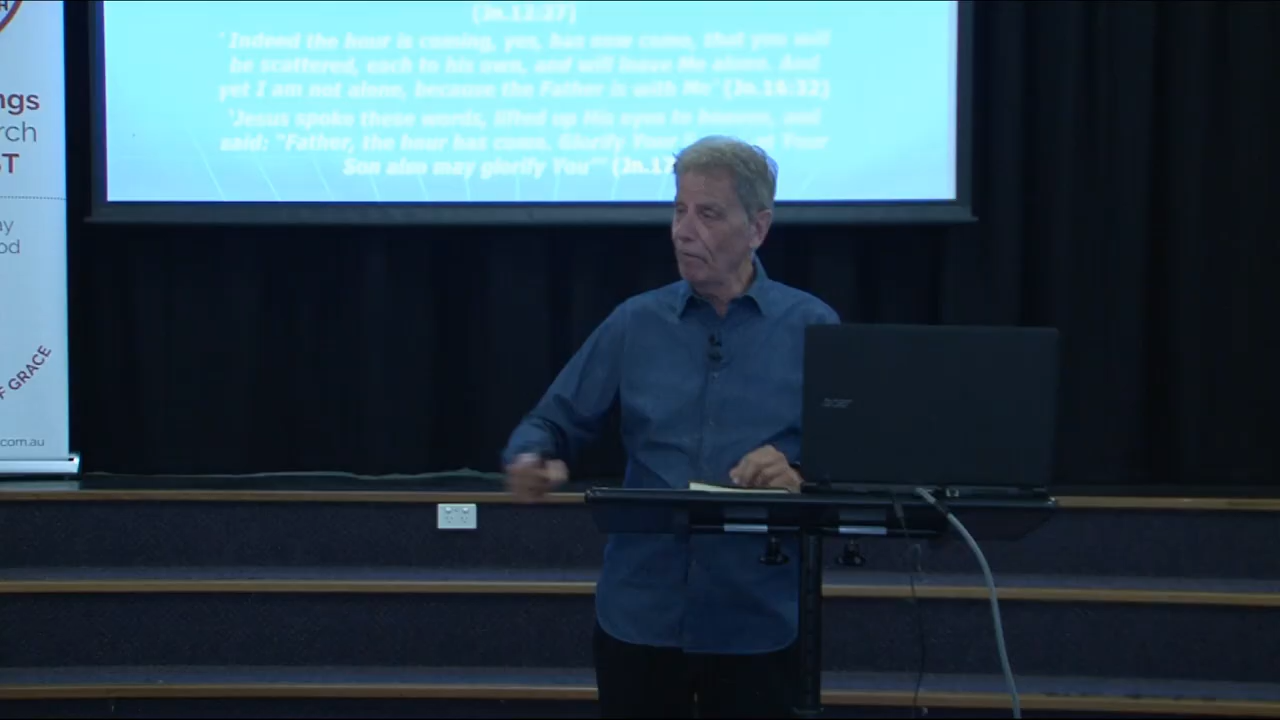 R
ngs
rch
ST
ay
od
F GRACE
com.au
(Jn.12:27)
'Indeed the hour is coming, yes, has now come, that you will
be scattered, each to his own, and will leave Me alone. And
yet I am not alone, because the Father is with Me' (Jn.16:32)
'Jesus spoke these words, lifted up His eyes to heaven, and
said: "Father, the hour has come. Glorify Your Your
Son also may glorify You"' (Jn.17